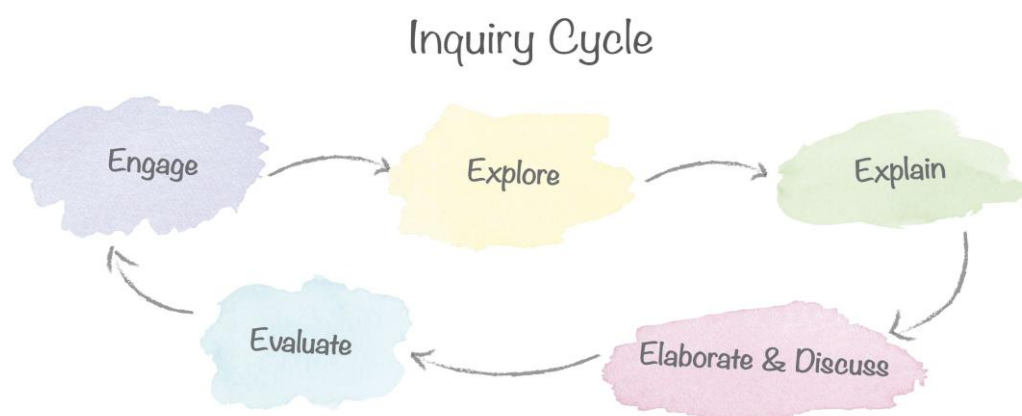 Inquiry Cycle
Engage
Explore
Explain
Elaborate & Discuss
Evaluate